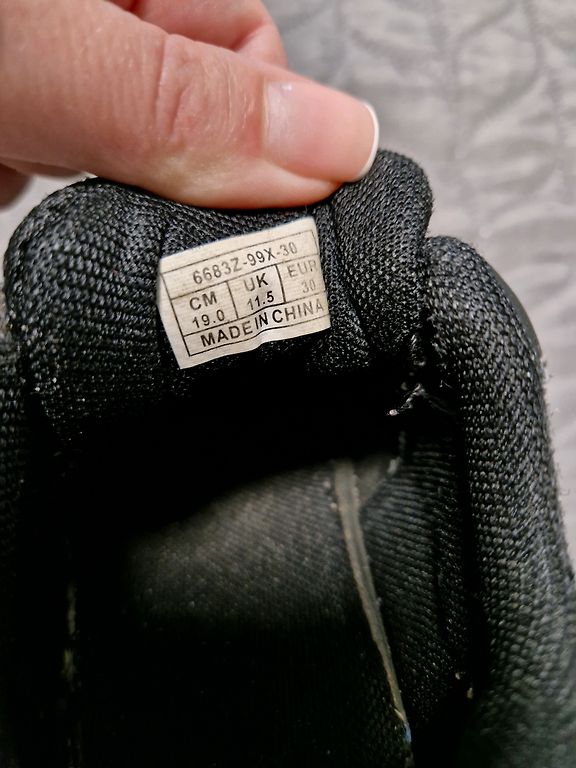 6683Z-99X-30
CM UK EUR
19.0 11.5 30
MADE IN CHINA